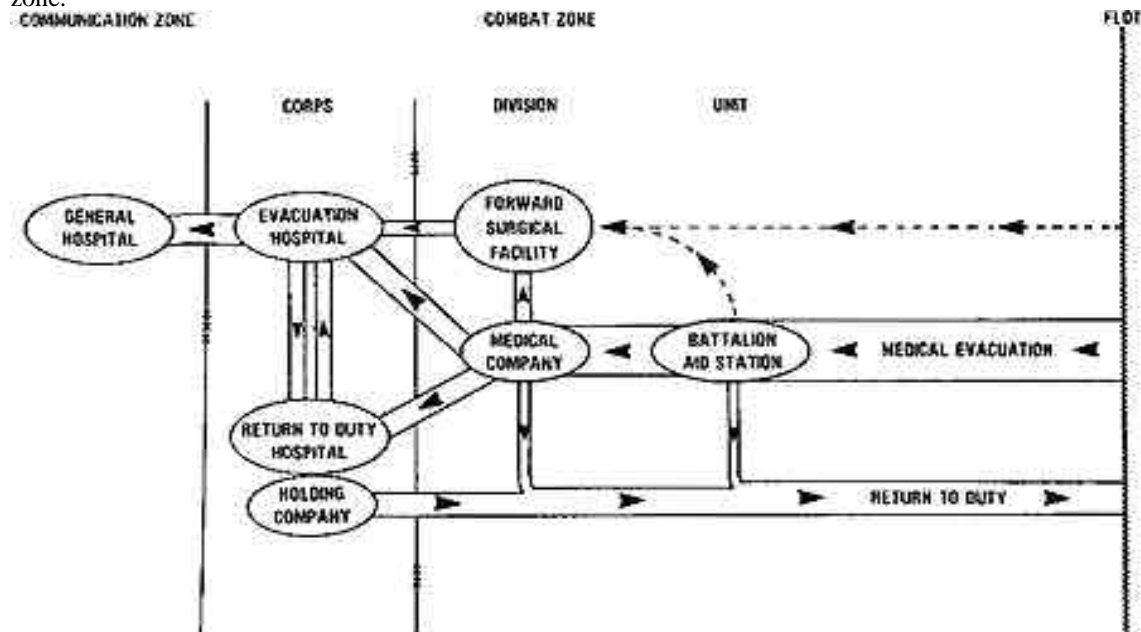 zone.
COMMUNICATION ZONE COMBAT ZONE FLOT
CORPS DIVISION UNIT
GENERAL
HOSPITAL
EVACUATION
HOSPITAL
FORWARD
SURGICAL
FACILITY
MEDICAL
COMPANY
BATTALION
AID STATION
MEDICAL EVACUATION
RETURN TO DUTY
HOSPITAL
HOLDING
COMPANY
RETURN TO DUTY